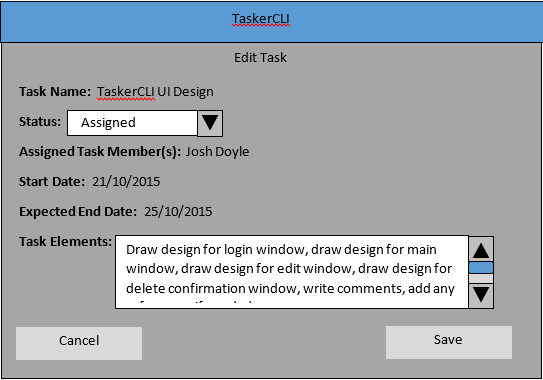 TaskerCLI
Edit Task
Task Name: TaskerCLI UI Design
Status: Assigned
Assigned Task Member(s): Josh Doyle
Start Date: 21/10/2015
Expected End Date: 25/10/2015
Task Elements: Draw design for login window, draw design for main
window, draw design for edit window, draw design for
delete confirmation window, write comments, add any
Cancel Save